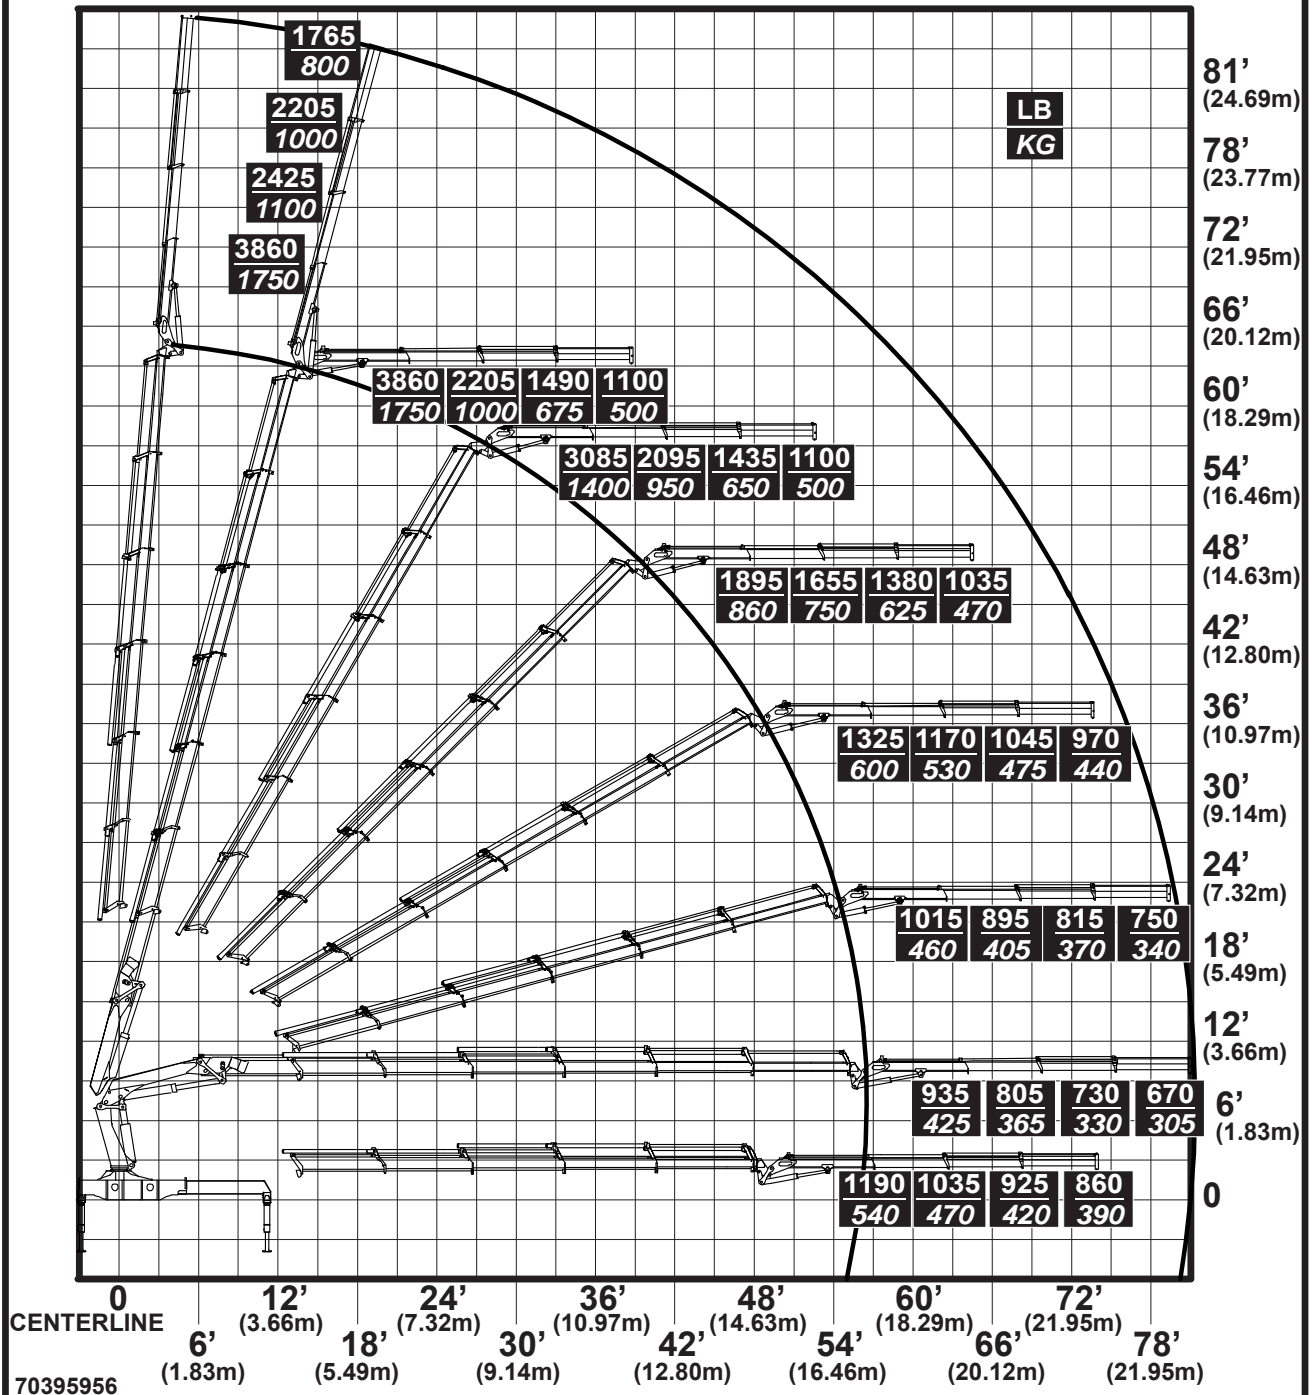 1765
800
81’
(24.69m)
2205
1000
LB
KG
78’
(23.77m)
2425
1100
72’
(21.95m)
3860
1750
66’
(20.12m)
3860 2205 1490 1100
1750 1000 675 500
60’
(18.29m)
3085 2095 1435 1100
1400 950 650 500
54’
(16.46m)
48’
(14.63m)
1895 1655 1380 1035
860 750 625 470
42’
(12.80m)
36’
(10.97m)
1325 1170 1045 970
600 530 475 440
30’
(9.14m)
24’
(7.32m)
1015 895 815 750
460 405 370 340
18’
(5.49m)
12’
(3.66m)
935 805 730 670
425 365 330 305
6’
(1.83m)
1190 1035 925 860
540 470 420 390
0
0 12’ 24’ 36’ 48’ 60’ 72’
CENTERLINE (3.66m) (7.32m) (10.97m) (14.63m) (18.29m) (21.95m)
6’ 18’ 30’ 42’ 54’ 66’ 78’
(1.83m) (5.49m) (9.14m) (12.80m) (16.46m) (20.12m) (21.95m)
70395956